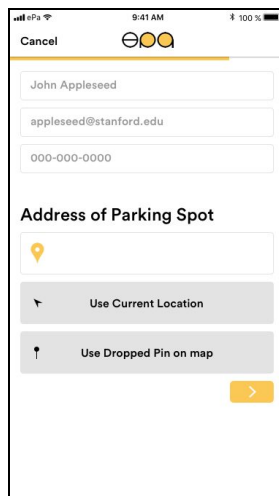 ePa 9:41 AM 100 %
Cancel epa
John Appleseed
appleseed@stanford.edu
000-000-0000
Address of Parking Spot
Use Current Location
Use Dropped Pin on map